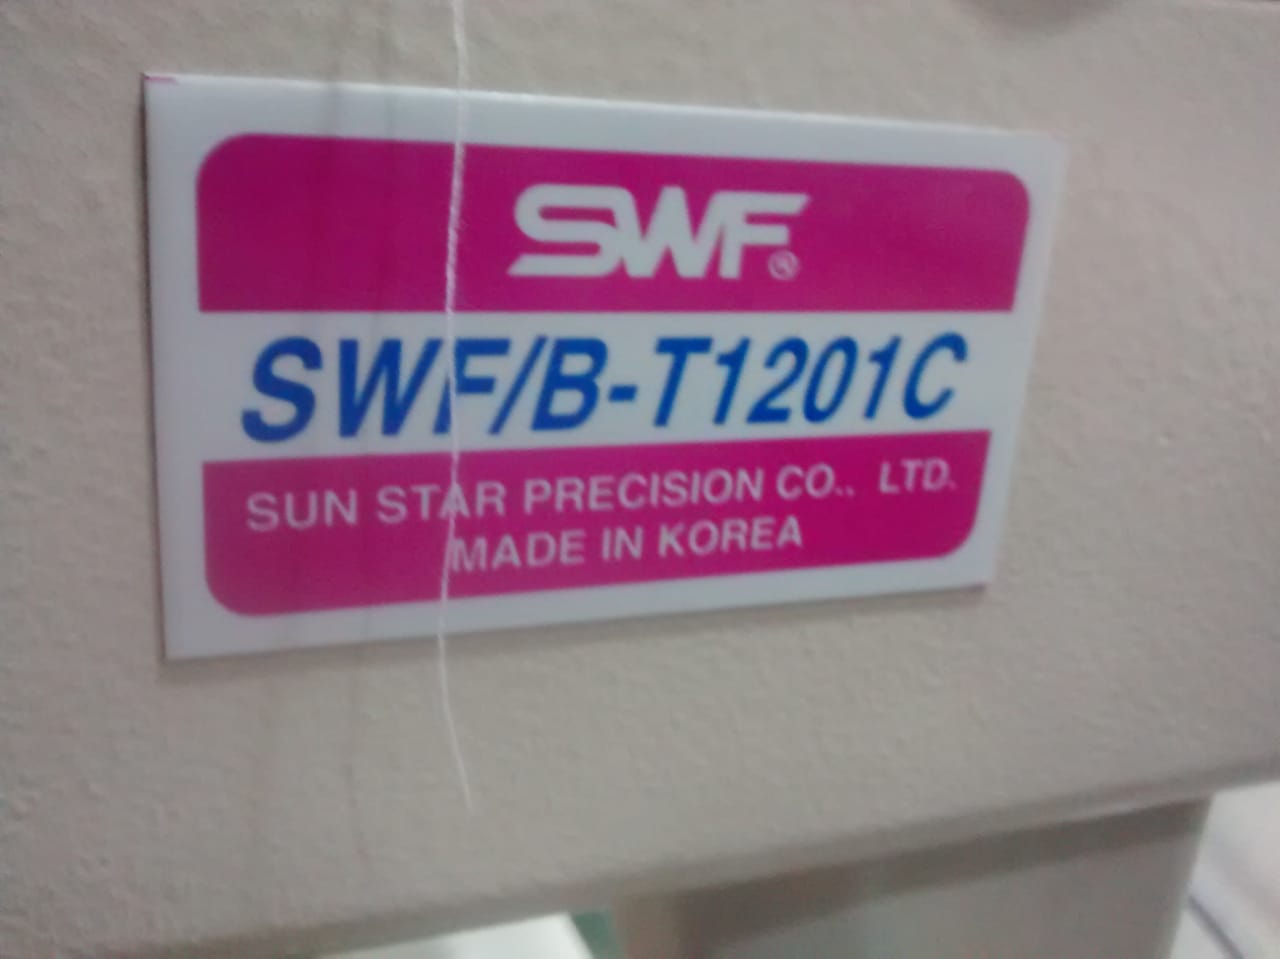 SWF®
SWF/B-T1201C
SUN STAR PRECISION CO., LTD.
MADE IN KOREA